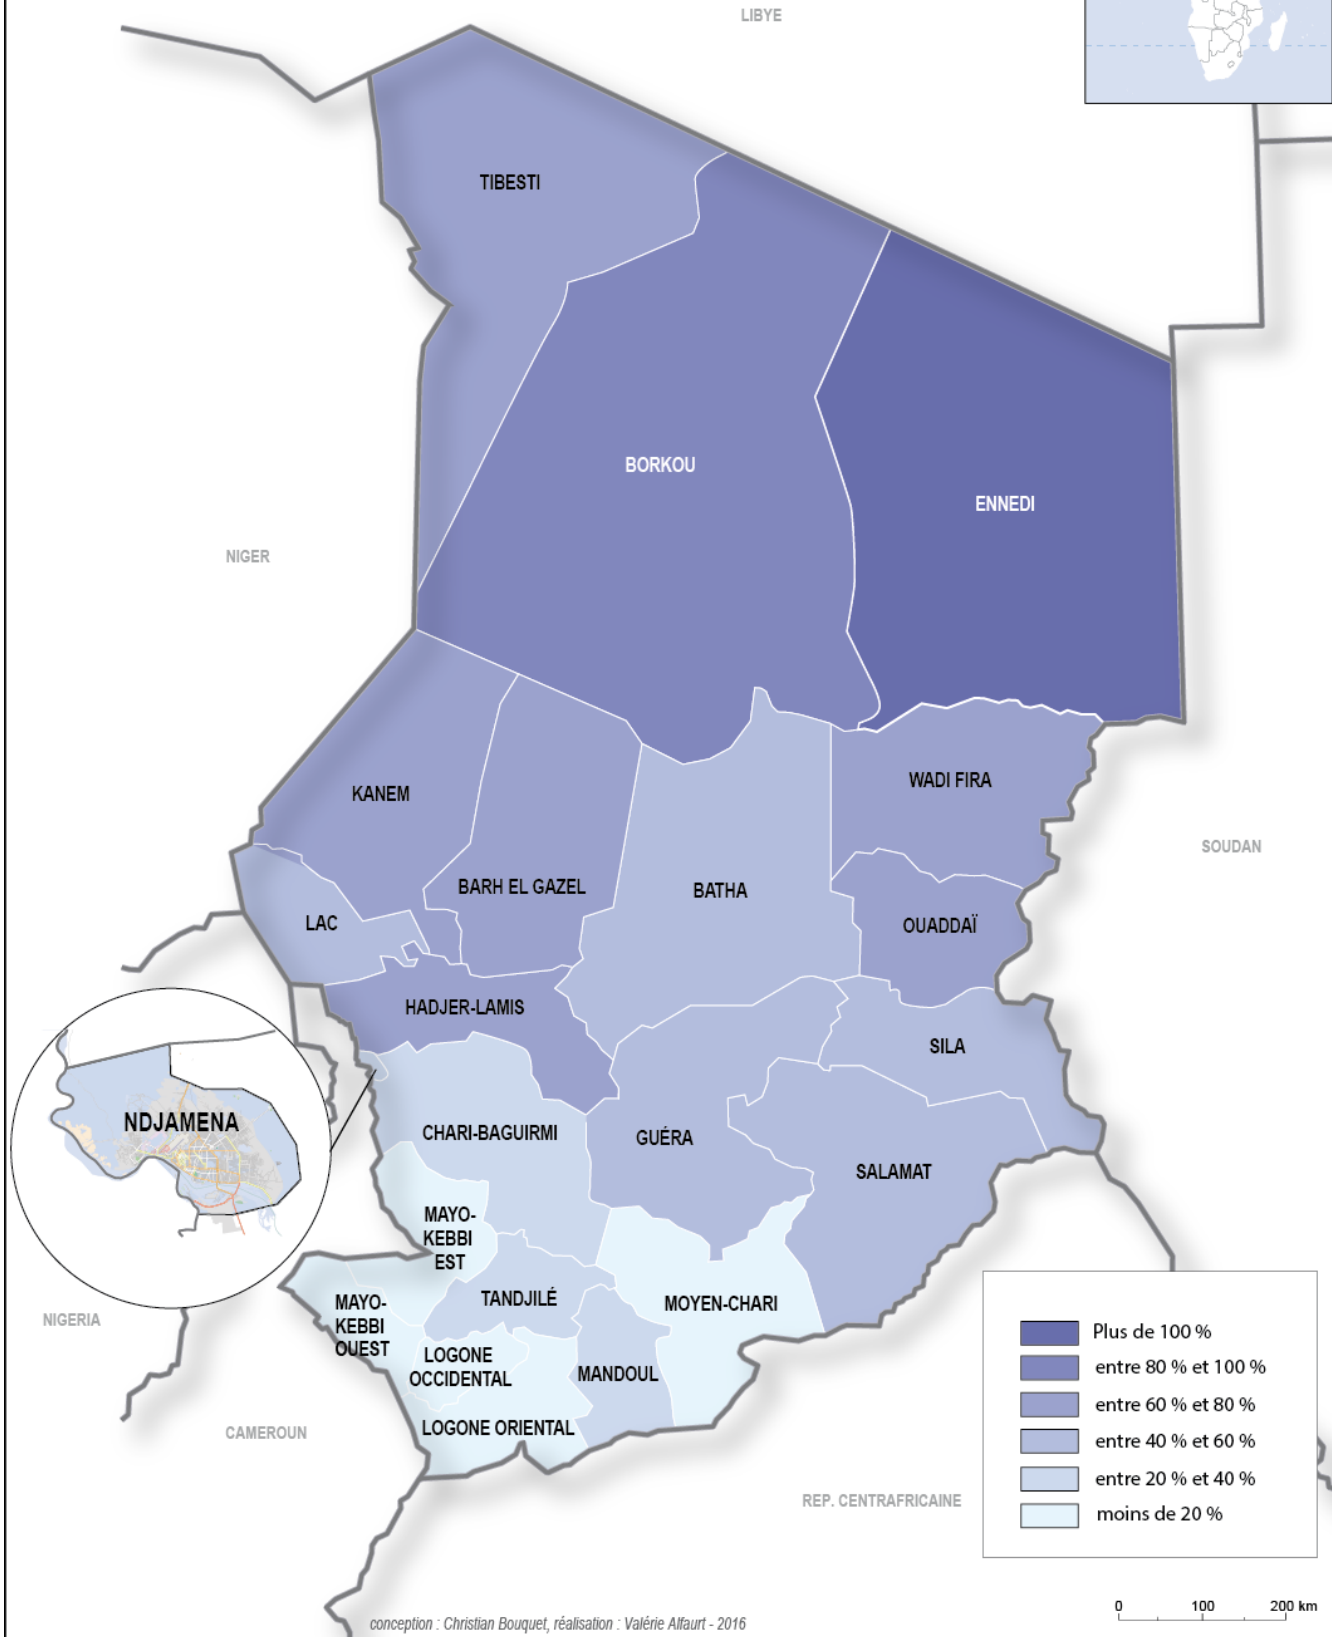 LIBYE
TIBESTI
BORKOU
ENNEDI
NIGER
KANEM
WADI FIRA
SOUDAN
BARH EL GAZEL
BATHA
LAC
OUADDAÏ
HADJER-LAMIS
SILA
NDJAMENA
CHARI-BAGUIRMI
GUÉRA
SALAMAT
MAYO-
KEBBI
EST
TANDJILÉ
MOYEN-CHARI
NIGERIA
MAYO-
KEBBI
OUEST
LOGONE
OCCIDENTAL
MANDOUL
LOGONE ORIENTAL
CAMEROUN
REP. CENTRAFRICAINE
Plus de 100 %
entre 80 % et 100 %
entre 60 % et 80 %
entre 40 % et 60 %
entre 20 % et 40 %
moins de 20 %
0 100 200 km
conception : Christian Bouquet, réalisation : Valérie Alfaurt - 2016